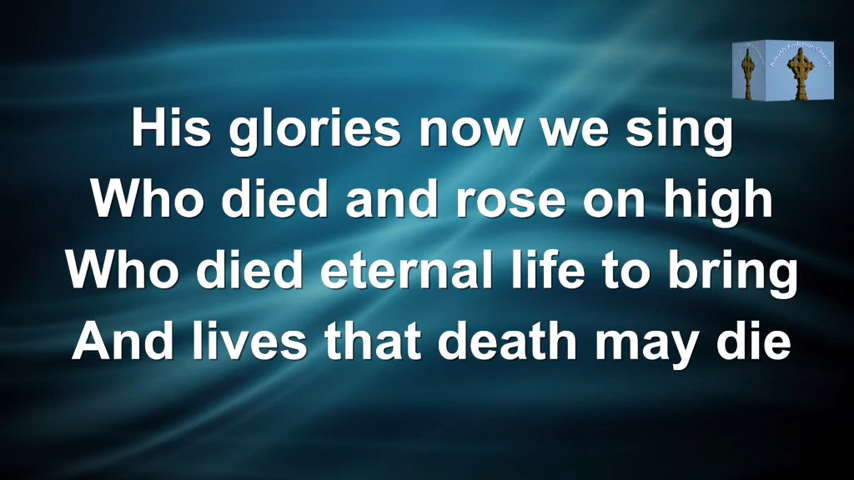 His glories now we sing
Who died and rose on high
Who died eternal life to bring
And lives that death may die